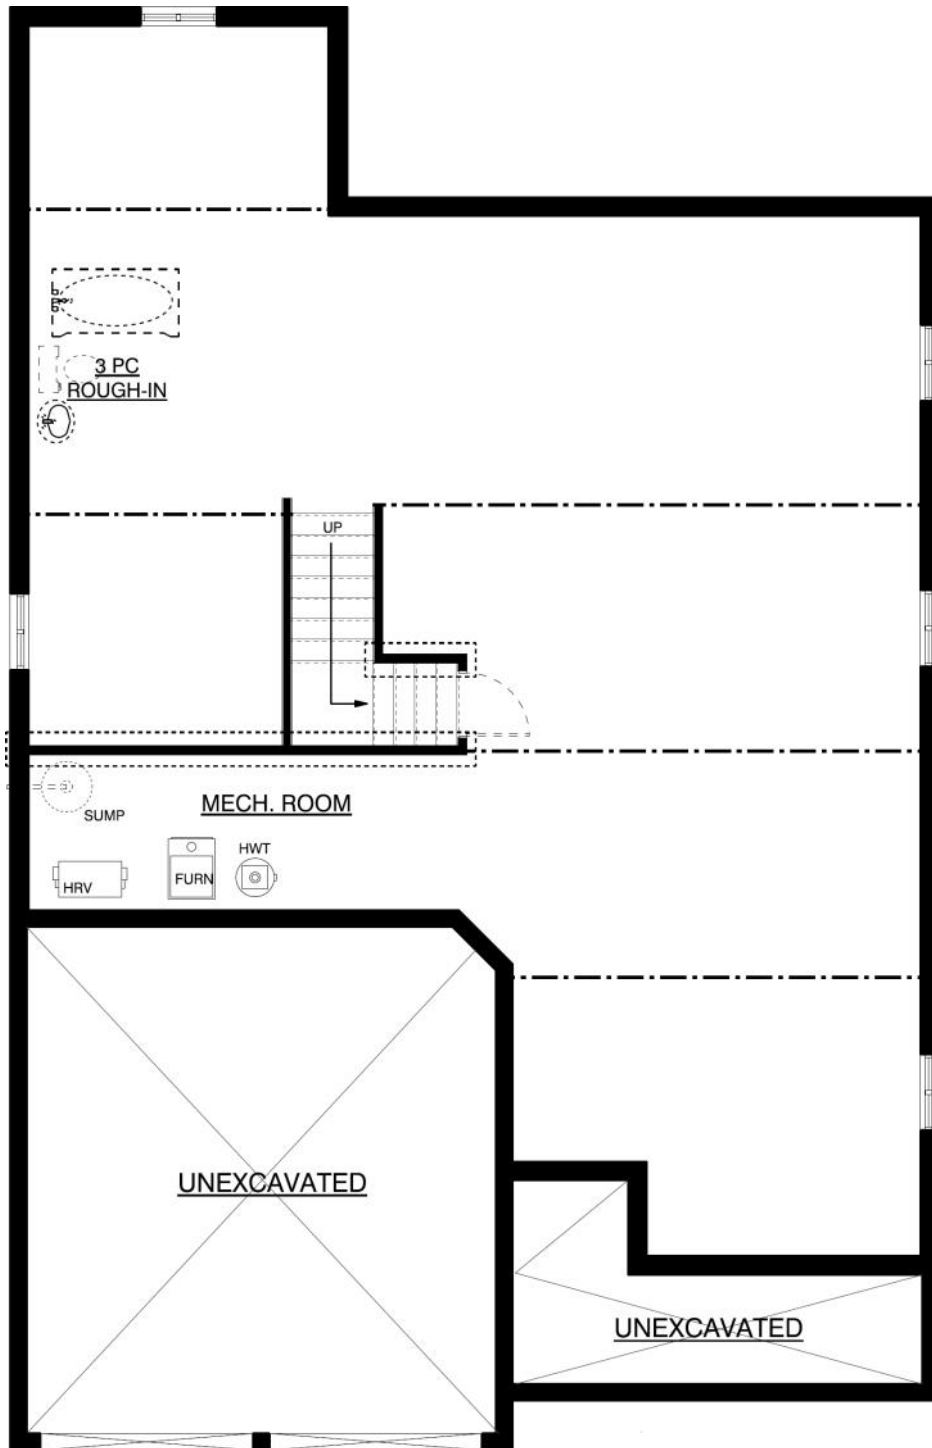 3 PC
ROUGH-IN
UP
MECH. ROOM
SUMP
HWT
HRV
FURN
UNEXCAVATED
UNEXCAVATED